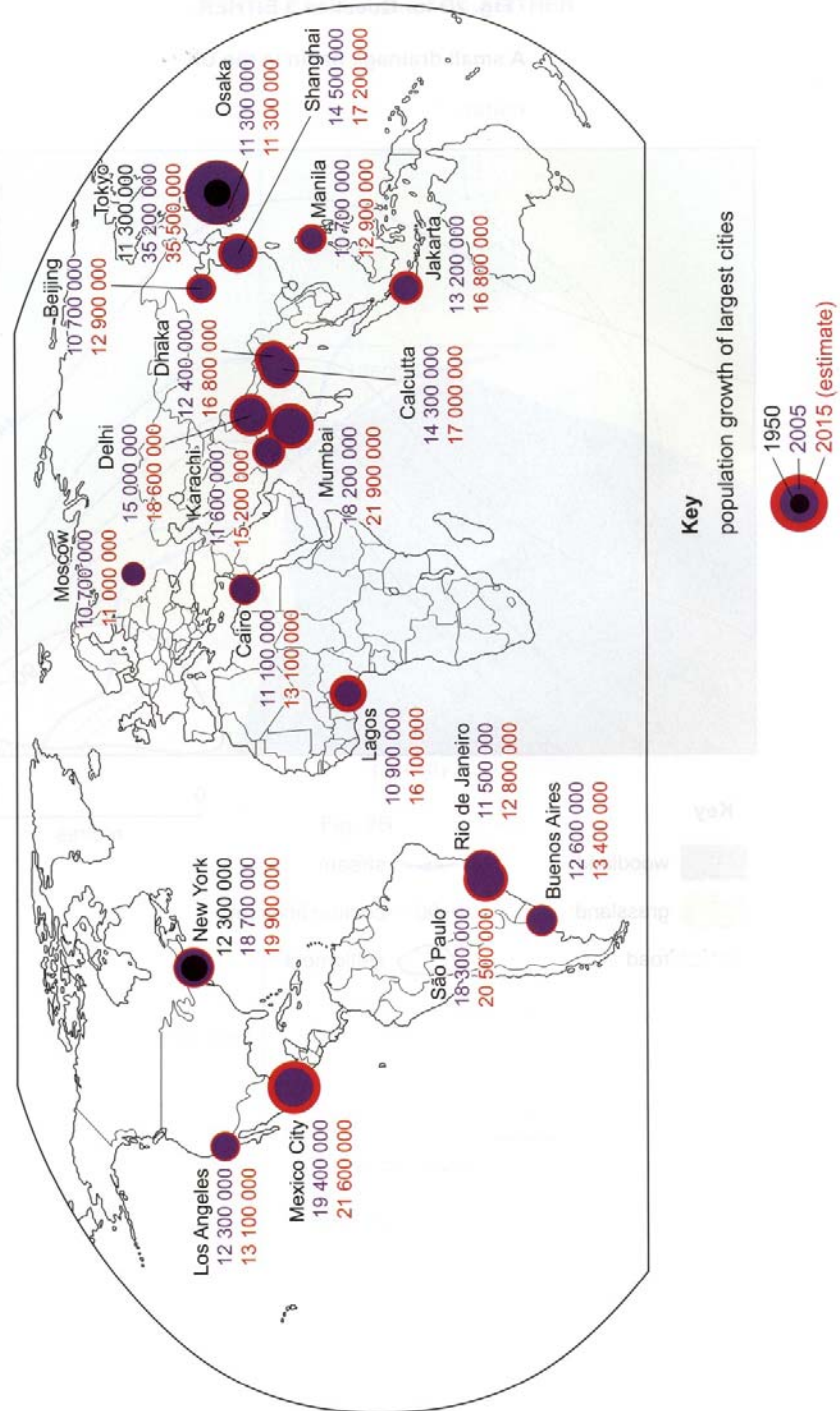 Los Angeles
12 300 000
13 100 000
Mexico City
19 400 000
21 600 000
New York
12 300 000
18 700 000
19 900 000
São Paulo
18 300 000
20 500 000
Rio de Janeiro
11 500 000
12 800 000
Buenos Aires
12 600 000
13 400 000
Lagos
10 900 000
16 100 000
Cairo
11 100 000
13 100 000
Moscow
10 700 000
11 000 000
Karachi
11 600 000
15 200 000
Delhi
15 000 000
18 600 000
Mumbai
18 200 000
21 900 000
Dhaka
12 400 000
16 800 000
Calcutta
14 300 000
17 000 000
Beijing
10 700 000
12 900 000
Jakarta
13 200 000
16 800 000
Manila
10 700 000
12 900 000
Tokyo
11 300 000
35 200 000
35 500 000
Osaka
11 300 000
11 300 000
Shanghai
14 500 000
17 200 000
Key
population growth of largest cities
1950
2005
2015 (estimate)